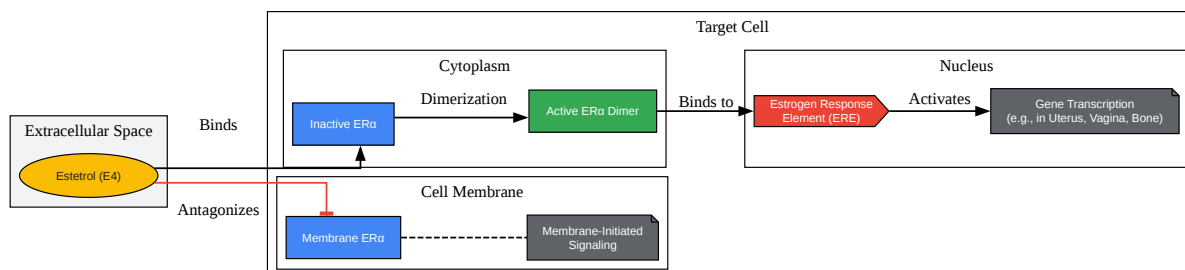 Target Cell
Cytoplasm
Nucleus
Dimerization
Inactive ERα
Active ERα Dimer
Binds to
Estrogen Response
Element (ERE)
Activates
Gene Transcription
(e.g., in Uterus, Vagina, Bone)
Extracellular Space
Binds
Estetrol (E4)
Antagonizes
Cell Membrane
Membrane ERα
Membrane-Initiated
Signaling